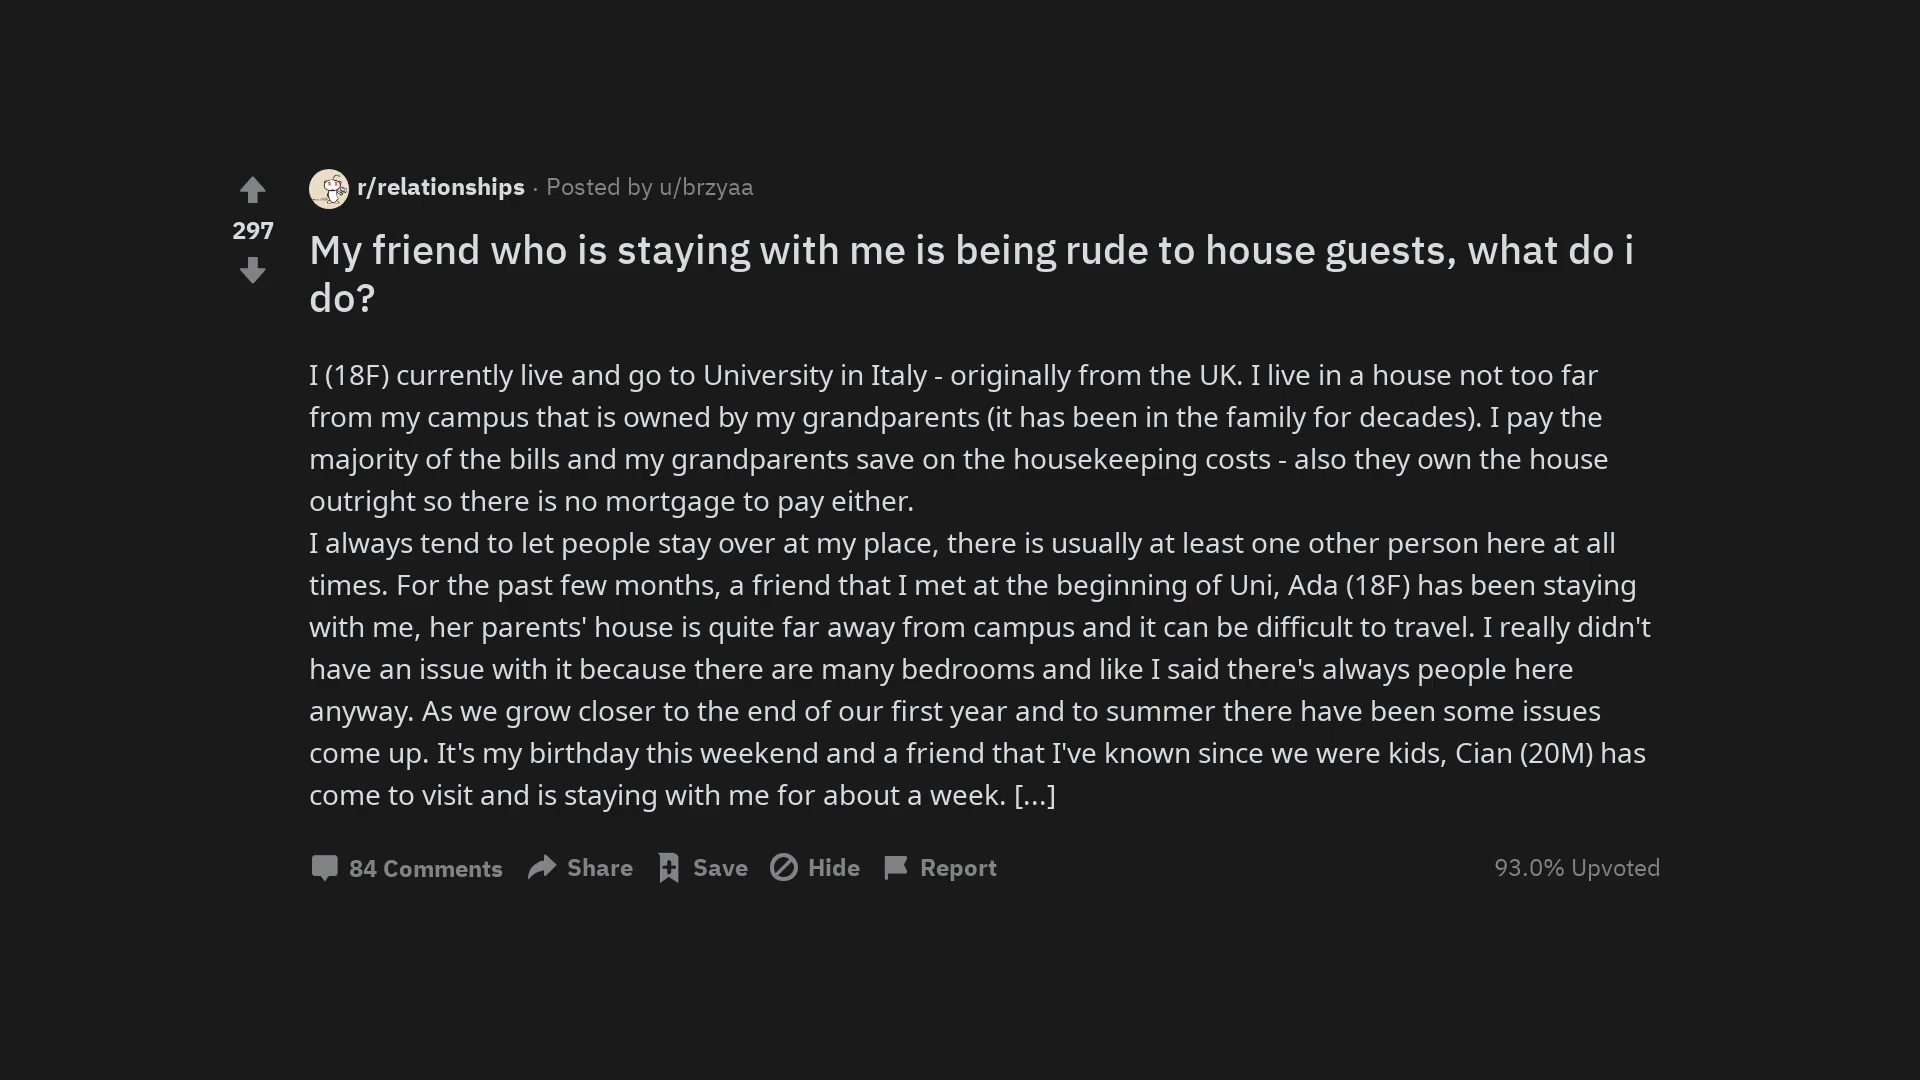 r/relationships · Posted by u/brzyaa
297
My friend who is staying with me is being rude to house guests, what do i
do?
I (18F) currently live and go to University in Italy - originally from the UK. I live in a house not too far
from my campus that is owned by my grandparents (it has been in the family for decades). I pay the
majority of the bills and my grandparents save on the housekeeping costs - also they own the house
outright so there is no mortgage to pay either.
I always tend to let people stay over at my place, there is usually at least one other person here at all
times. For the past few months, a friend that I met at the beginning of Uni, Ada (18F) has been staying
with me, her parents' house is quite far away from campus and it can be difficult to travel. I really didn't
have an issue with it because there are many bedrooms and like I said there's always people here
anyway. As we grow closer to the end of our first year and to summer there have been some issues
come up. It's my birthday this weekend and a friend that I've known since we were kids, Cian (20M) has
come to visit and is staying with me for about a week. [...]
84 Comments Share Save Hide Report 93.0% Upvoted